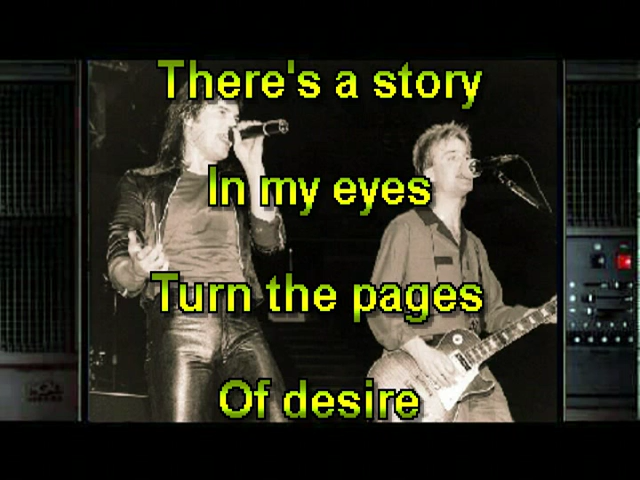 There's a story
In my eyes
Turn the pages
Of desire